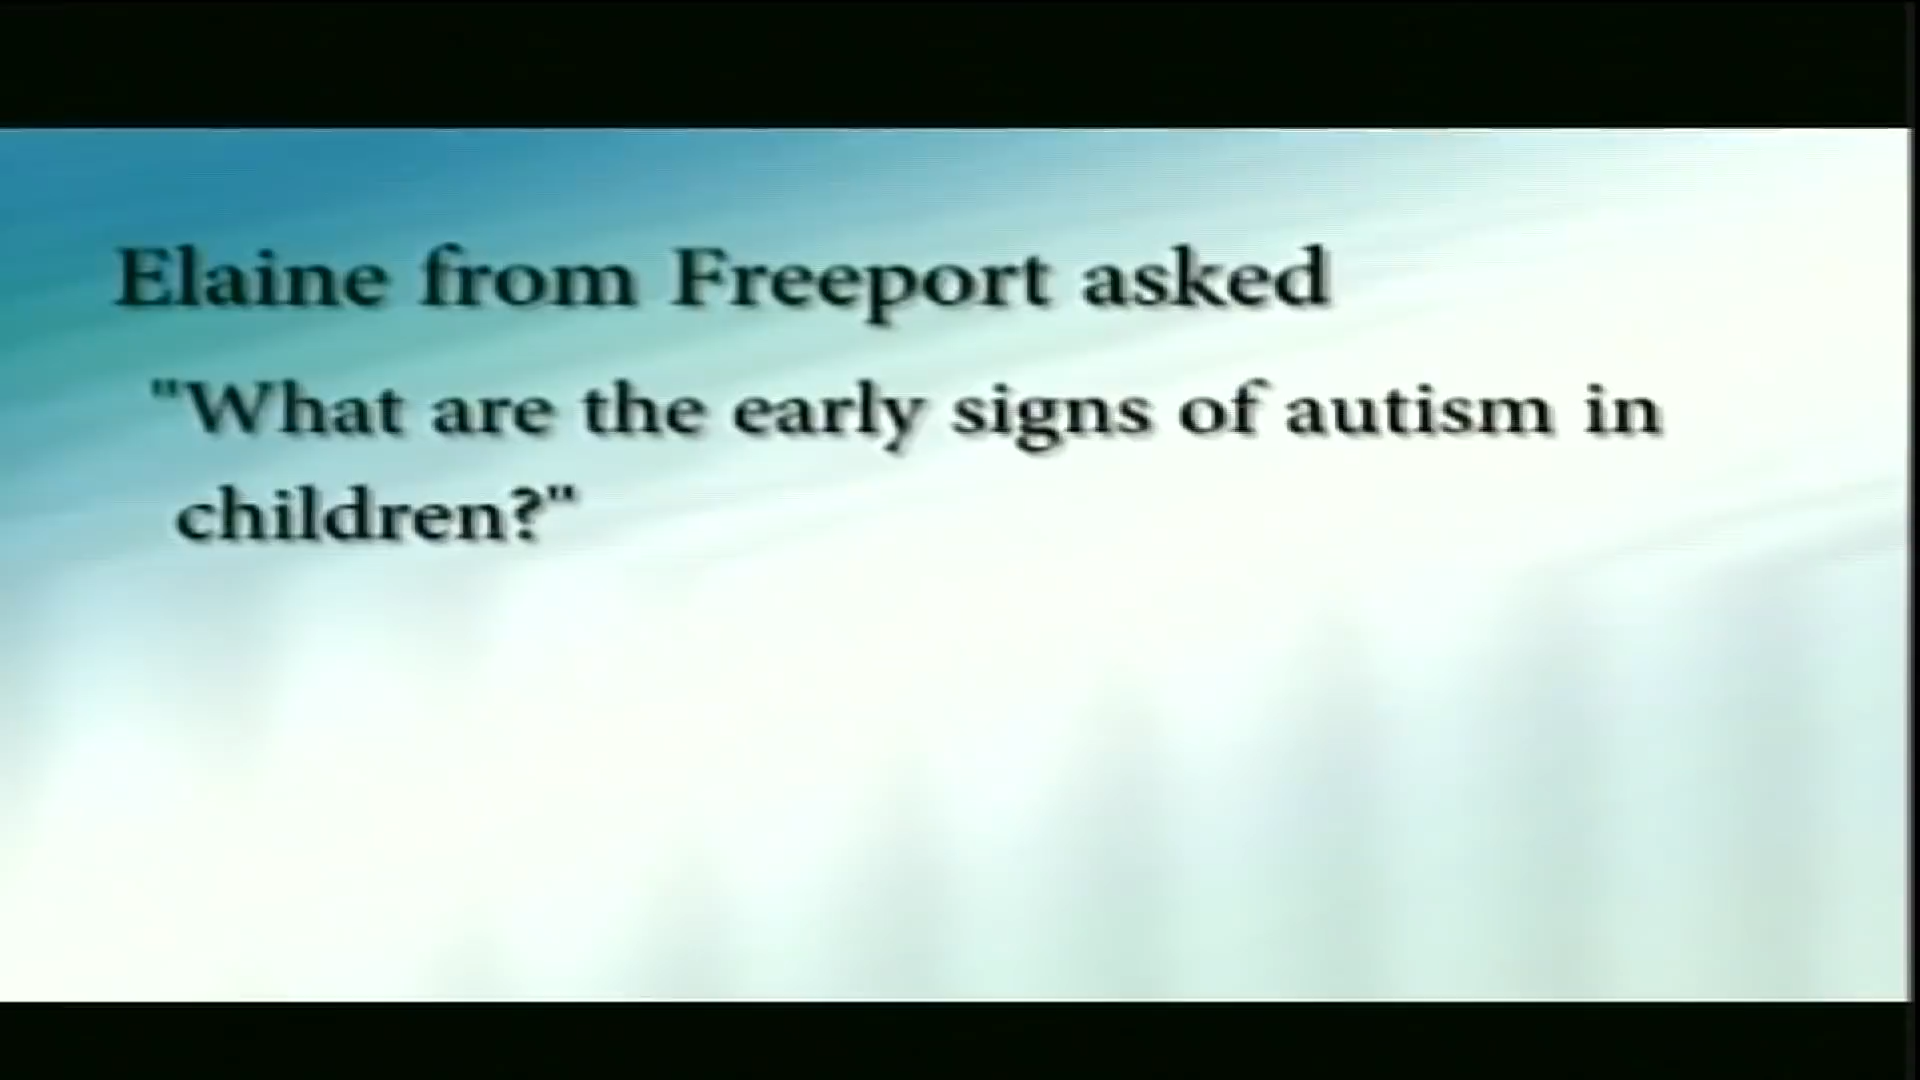 Elaine from Freeport asked
"What are the early signs of autism in
children?"